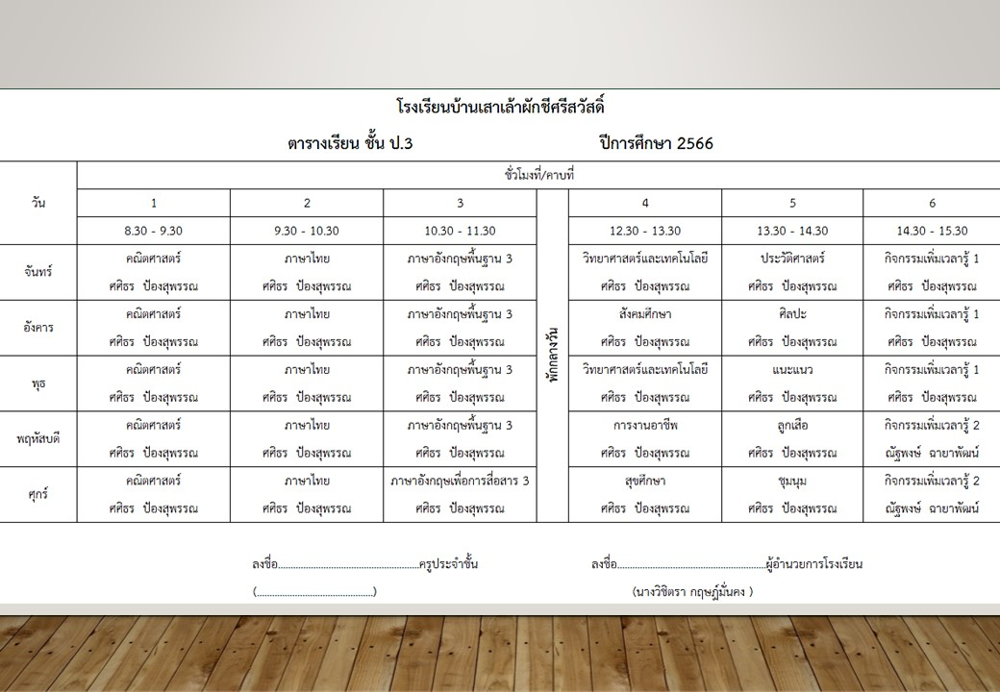 โรงเรียนบ้านเสาเล้าผักชีศรีสวัสดิ์
ตารางเรียน ชั้น ป.3 ปีการศึกษา 2566
วัน ชั่วโมงที่/คาบที่
1 2 3 พักกลางวัน 4 5 6
8.30 - 9.30 9.30 - 10.30 10.30 - 11.30 12.30 - 13.30 13.30 - 14.30 14.30 - 15.30
จันทร์ คณิตศาสตร์ ภาษาไทย ภาษาอังกฤษพื้นฐาน 3 วิทยาศาสตร์และเทคโนโลยี ประวัติศาสตร์ กิจกรรมเพิ่มเวลารู้ 1
ศศิธร ป้องสุพรรณ ศศิธร ป้องสุพรรณ ศศิธร ป้องสุพรรณ ศศิธร ป้องสุพรรณ ศศิธร ป้องสุพรรณ ศศิธร ป้องสุพรรณ
อังคาร คณิตศาสตร์ ภาษาไทย ภาษาอังกฤษพื้นฐาน 3 สังคมศึกษา ศิลปะ กิจกรรมเพิ่มเวลารู้ 1
ศศิธร ป้องสุพรรณ ศศิธร ป้องสุพรรณ ศศิธร ป้องสุพรรณ ศศิธร ป้องสุพรรณ ศศิธร ป้องสุพรรณ ศศิธร ป้องสุพรรณ
พุธ คณิตศาสตร์ ภาษาไทย ภาษาอังกฤษพื้นฐาน 3 วิทยาศาสตร์และเทคโนโลยี แนะแนว กิจกรรมเพิ่มเวลารู้ 1
ศศิธร ป้องสุพรรณ ศศิธร ป้องสุพรรณ ศศิธร ป้องสุพรรณ ศศิธร ป้องสุพรรณ ศศิธร ป้องสุพรรณ ศศิธร ป้องสุพรรณ
พฤหัสบดี คณิตศาสตร์ ภาษาไทย ภาษาอังกฤษพื้นฐาน 3 การงานอาชีพ ลูกเสือ กิจกรรมเพิ่มเวลารู้ 2
ศศิธร ป้องสุพรรณ ศศิธร ป้องสุพรรณ ศศิธร ป้องสุพรรณ ศศิธร ป้องสุพรรณ ศศิธร ป้องสุพรรณ ณัฐพงษ์ ฉายาพัฒน์
ศุกร์ คณิตศาสตร์ ภาษาไทย ภาษาอังกฤษเพื่อการสื่อสาร 3 สุขศึกษา ชุมนุม กิจกรรมเพิ่มเวลารู้ 2
ศศิธร ป้องสุพรรณ ศศิธร ป้องสุพรรณ ศศิธร ป้องสุพรรณ ศศิธร ป้องสุพรรณ ศศิธร ป้องสุพรรณ ณัฐพงษ์ ฉายาพัฒน์
ลงชื่อ..................................................ครูประจำชั้น ลงชื่อ....................................................ผู้อำนวยการโรงเรียน
(.........................................) (นางวิชิตรา กฤษฎ์มั่นคง )